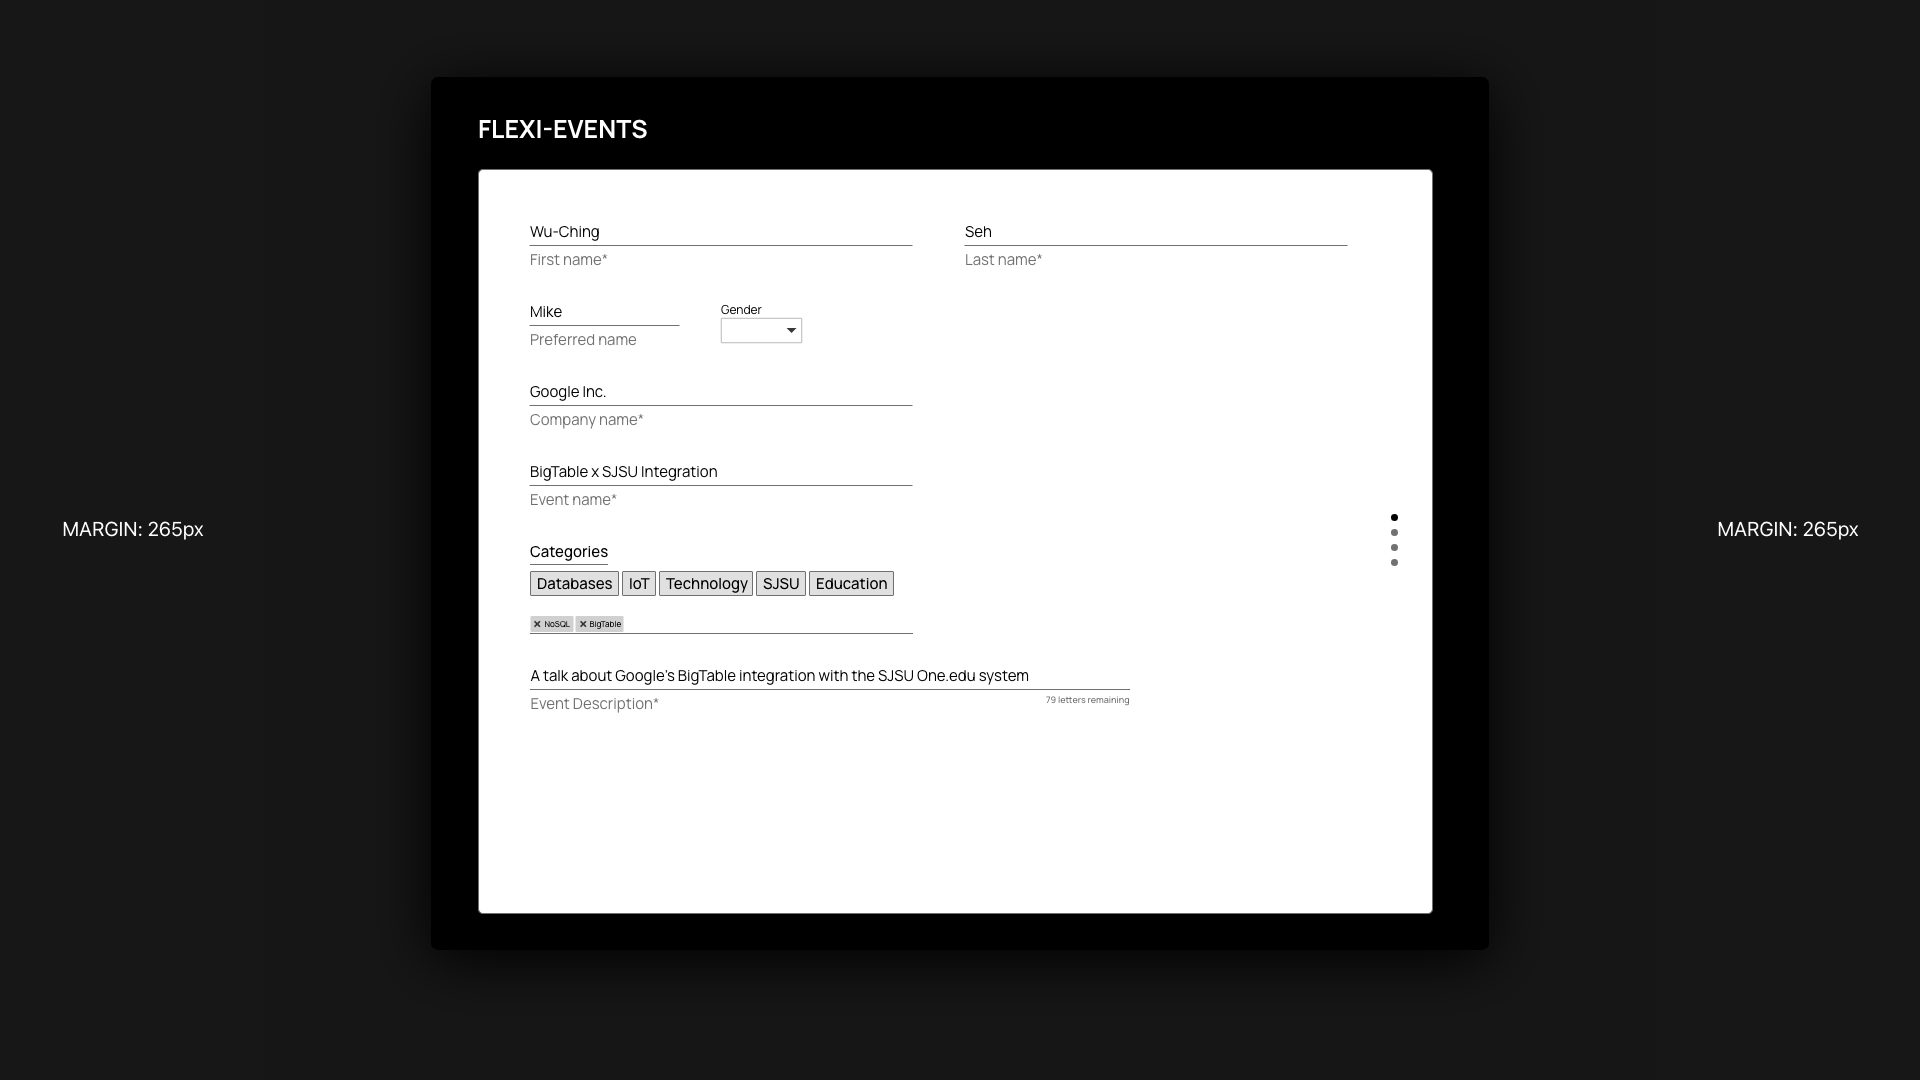 FLEXI-EVENTS
Wu-Ching
Seh
First name*
Last name*
Mike
Gender
Preferred name
Google Inc.
Company name*
BigTable x SJSU Integration
Event name*
MARGIN: 265px
MARGIN: 265px
Categories
Databases IoT Technology SJSU Education
× NoSQL × BigTable
A talk about Google's BigTable integration with the SJSU One.edu system
Event Description*
79 letters remaining